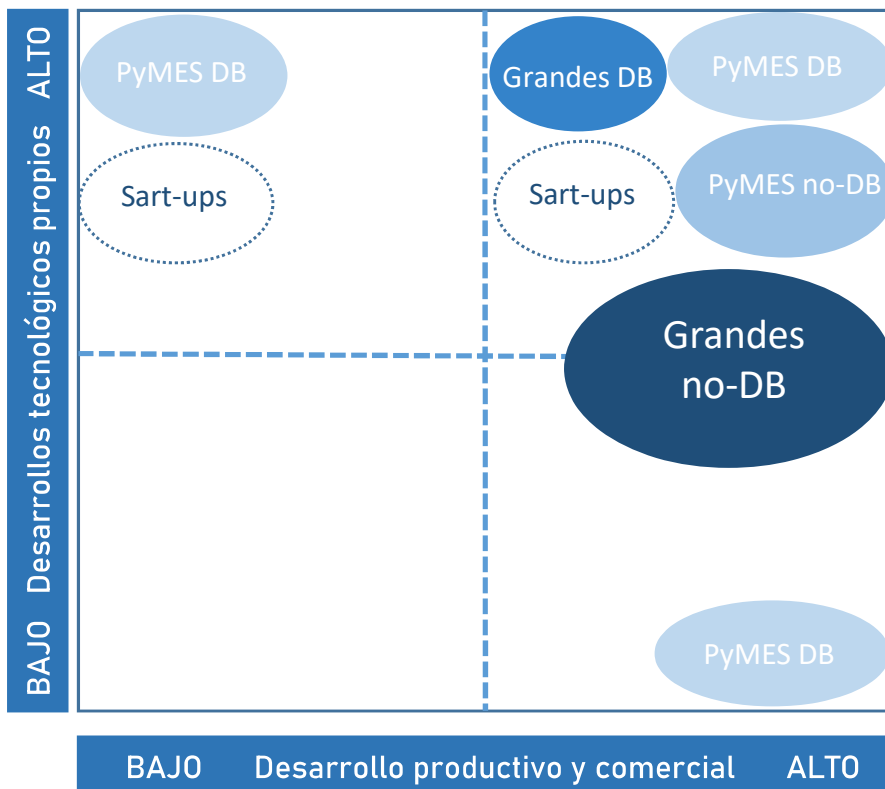 BAJO Desarrollos tecnológicos propios ALTO
PyMES DB
Grandes DB
PyMES DB
Sart-ups
Sart-ups
PyMES no-DB
Grandes
no-DB
PyMES DB
BAJO Desarrollo productivo y comercial ALTO